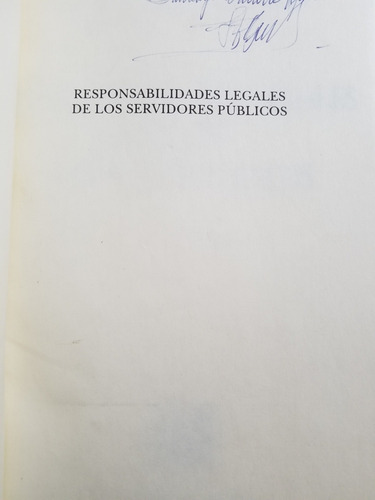 RESPONSABILIDADES LEGALES
DE LOS SERVIDORES PÚBLICOS